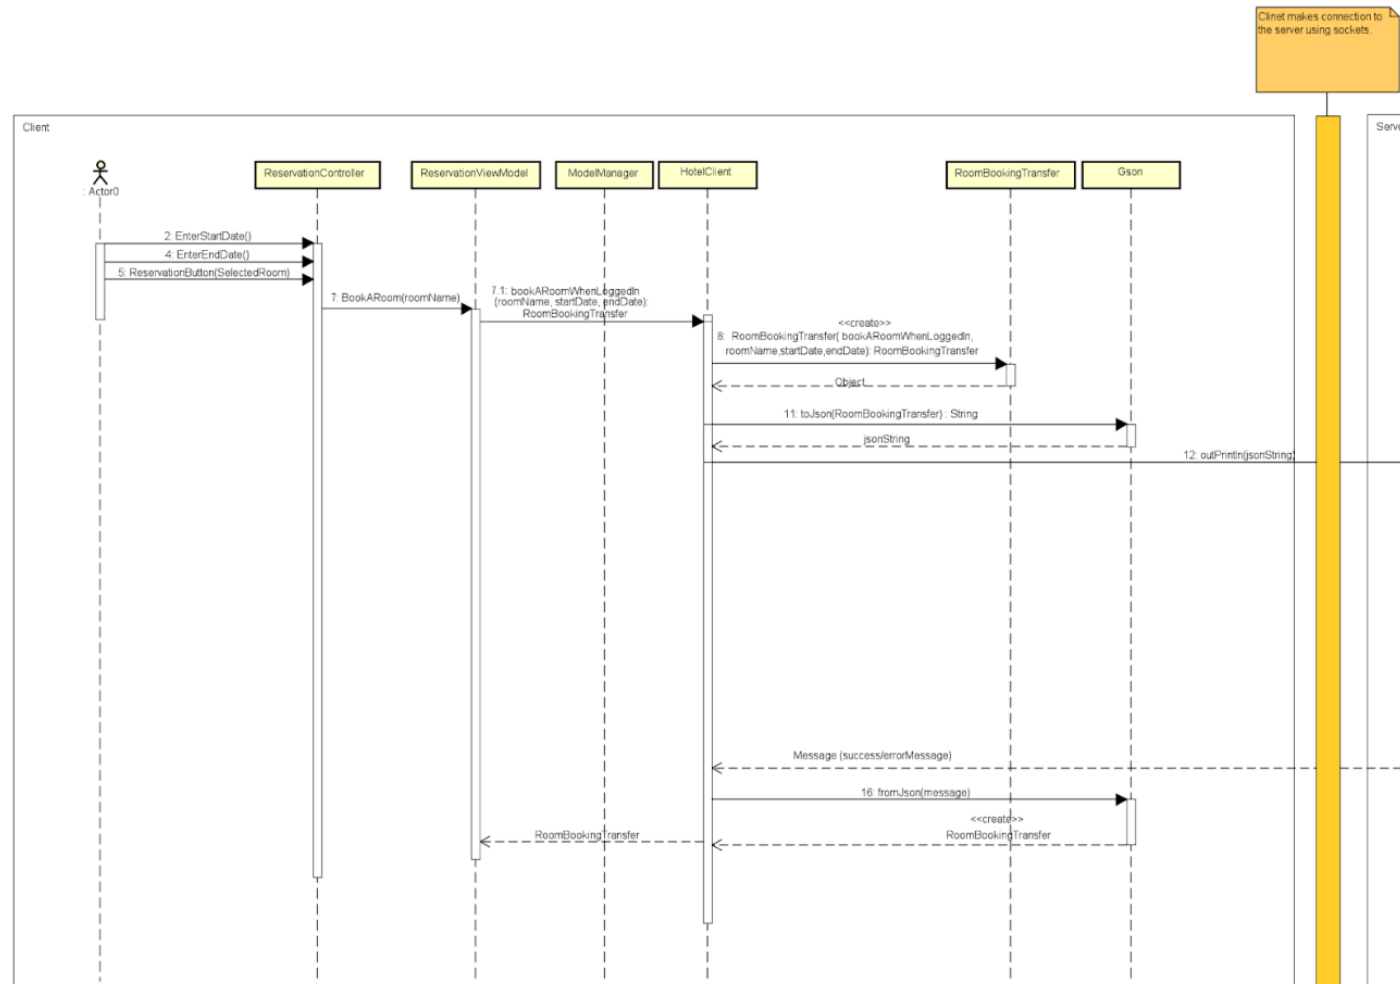 Clinet makes connection to
the server using sockets.
Client
Serve
: Actor0
ReservationController
ReservationViewModel
ModelManager
HotelClient
RoomBookingTransfer
Gson
2: EnterStartDate()
4: EnterEndDate()
5: ReservationButton(SelectedRoom)
7: BookARoom(roomName)
7.1: bookARoomWhenLoggedIn
(roomName, startDate, endDate):
RoomBookingTransfer
<<create>>
8: RoomBookingTransfer( bookARoomWhenLoggedIn,
roomName,startDate,endDate): RoomBookingTransfer
Object
11: toJson(RoomBookingTransfer) : String
jsonString
12: outPrintln(jsonString)
Message (success/errorMessage)
16: fromJson(message)
<<create>>
RoomBookingTransfer
RoomBookingTransfer